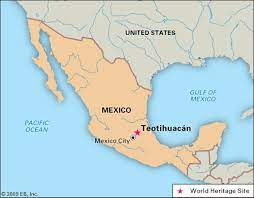 UNITED STATES
GULF OF
MEXICO
MEXICO
PACIFIC
OCEAN
Teotihuacán
Mexico City
© 2009 EB, Inc.
World Heritage Site